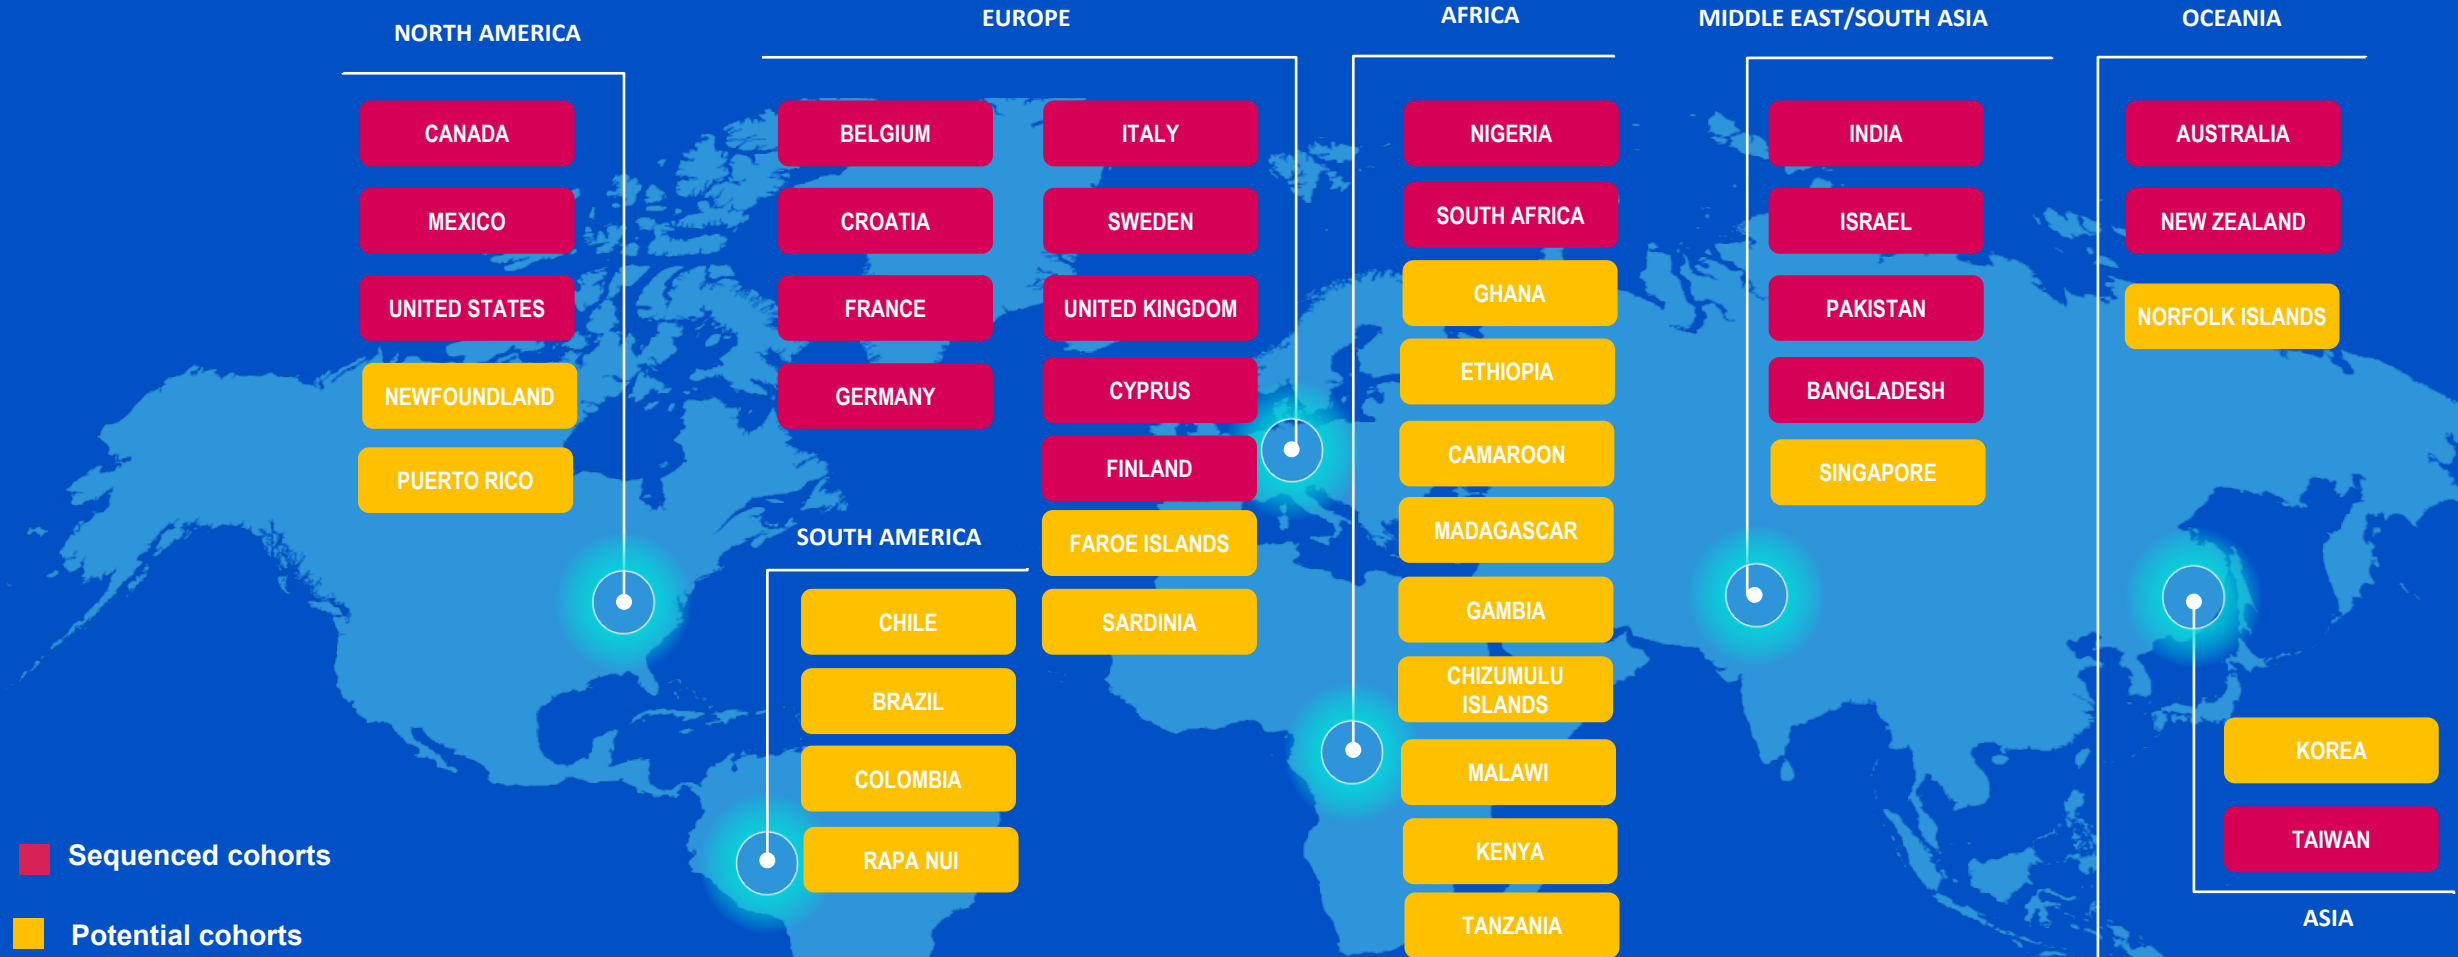 NORTH AMERICA
CANADA
MEXICO
UNITED STATES
NEWFOUNDLAND
PUERTO RICO
EUROPE
BELGIUM
CROATIA
FRANCE
GERMANY
ITALY
SWEDEN
UNITED KINGDOM
CYPRUS
FINLAND
FAROE ISLANDS
SARDINIA
SOUTH AMERICA
CHILE
BRAZIL
COLOMBIA
RAPA NUI
AFRICA
NIGERIA
SOUTH AFRICA
GHANA
ETHIOPIA
CAMAROON
MADAGASCAR
GAMBIA
CHIZUMULU
ISLANDS
MALAWI
KENYA
TANZANIA
MIDDLE EAST/SOUTH ASIA
INDIA
ISRAEL
PAKISTAN
BANGLADESH
SINGAPORE
OCEANIA
AUSTRALIA
NEW ZEALAND
NORFOLK ISLANDS
KOREA
TAIWAN
ASIA
Sequenced cohorts
Potential cohorts